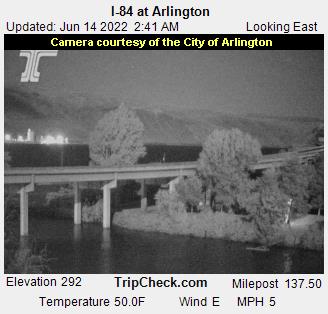 I-84 at Arlington
Updated: Jun 14 2022 2:41 AM Looking East
Camera courtesy of the City of Arlington
Elevation 292 TripCheck.com Milepost 137.50
Temperature 50.0F Wind E MPH 5